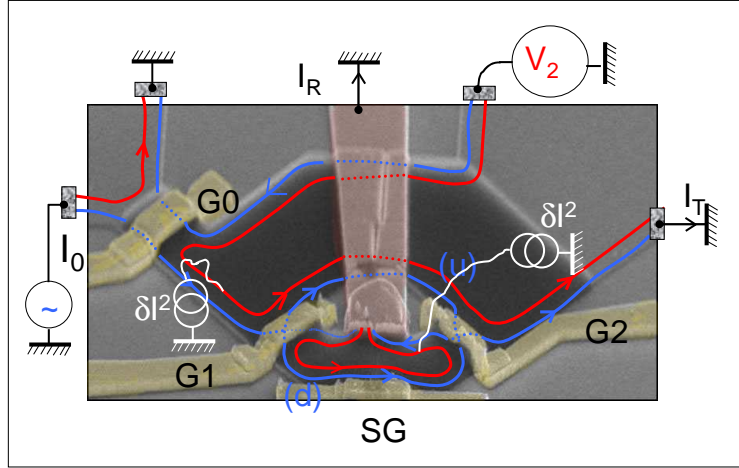 I_R
V_2
G0
I_T
δI²
(u)
I_0
~
δI²
G2
G1
(d)
SG